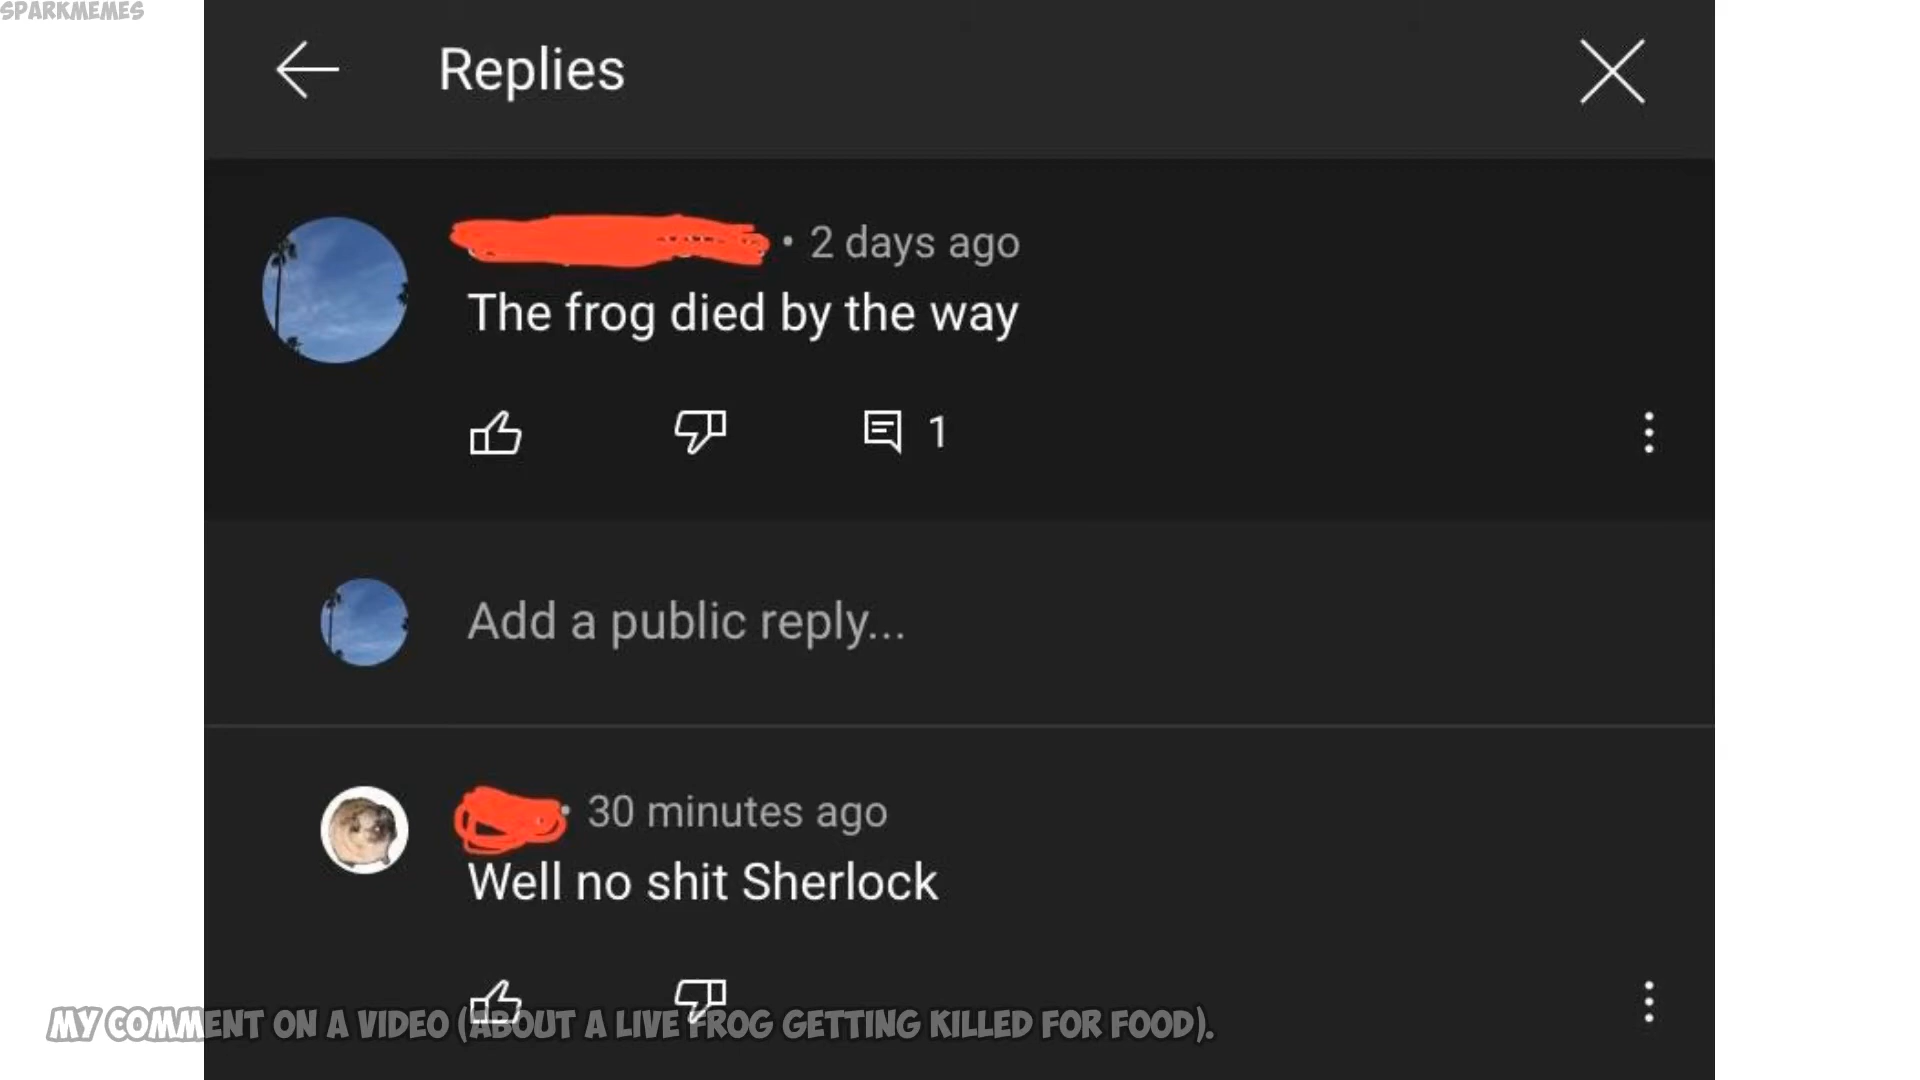 SPARKMEMES
Replies
• 2 days ago
The frog died by the way
1
Add a public reply...
• 30 minutes ago
Well no shit Sherlock
MY COMMENT ON A VIDEO (ABOUT A LIVE FROG GETTING KILLED FOR FOOD).